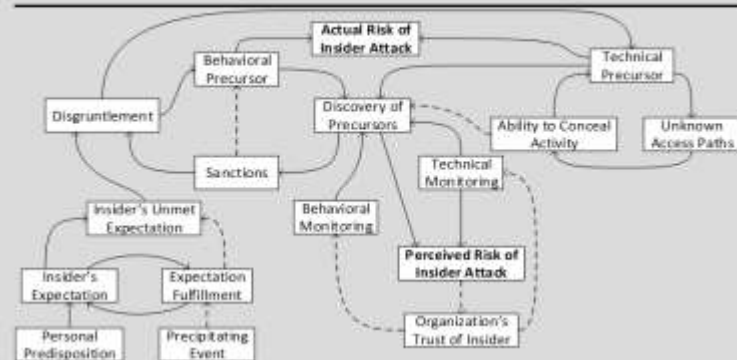 Actual Risk of
Insider Attack
Behavioral
Precursor
Technical
Precursor
Disgruntlement
Discovery of
Precursors
Ability to Conceal
Activity
Unknown
Access Paths
Sanctions
Technical
Monitoring
Insider's Unmet
Expectation
Behavioral
Monitoring
Perceived Risk of
Insider Attack
Insider's
Expectation
Expectation
Fulfillment
Organization's
Trust of Insider
Personal
Predisposition
Precipitating
Event